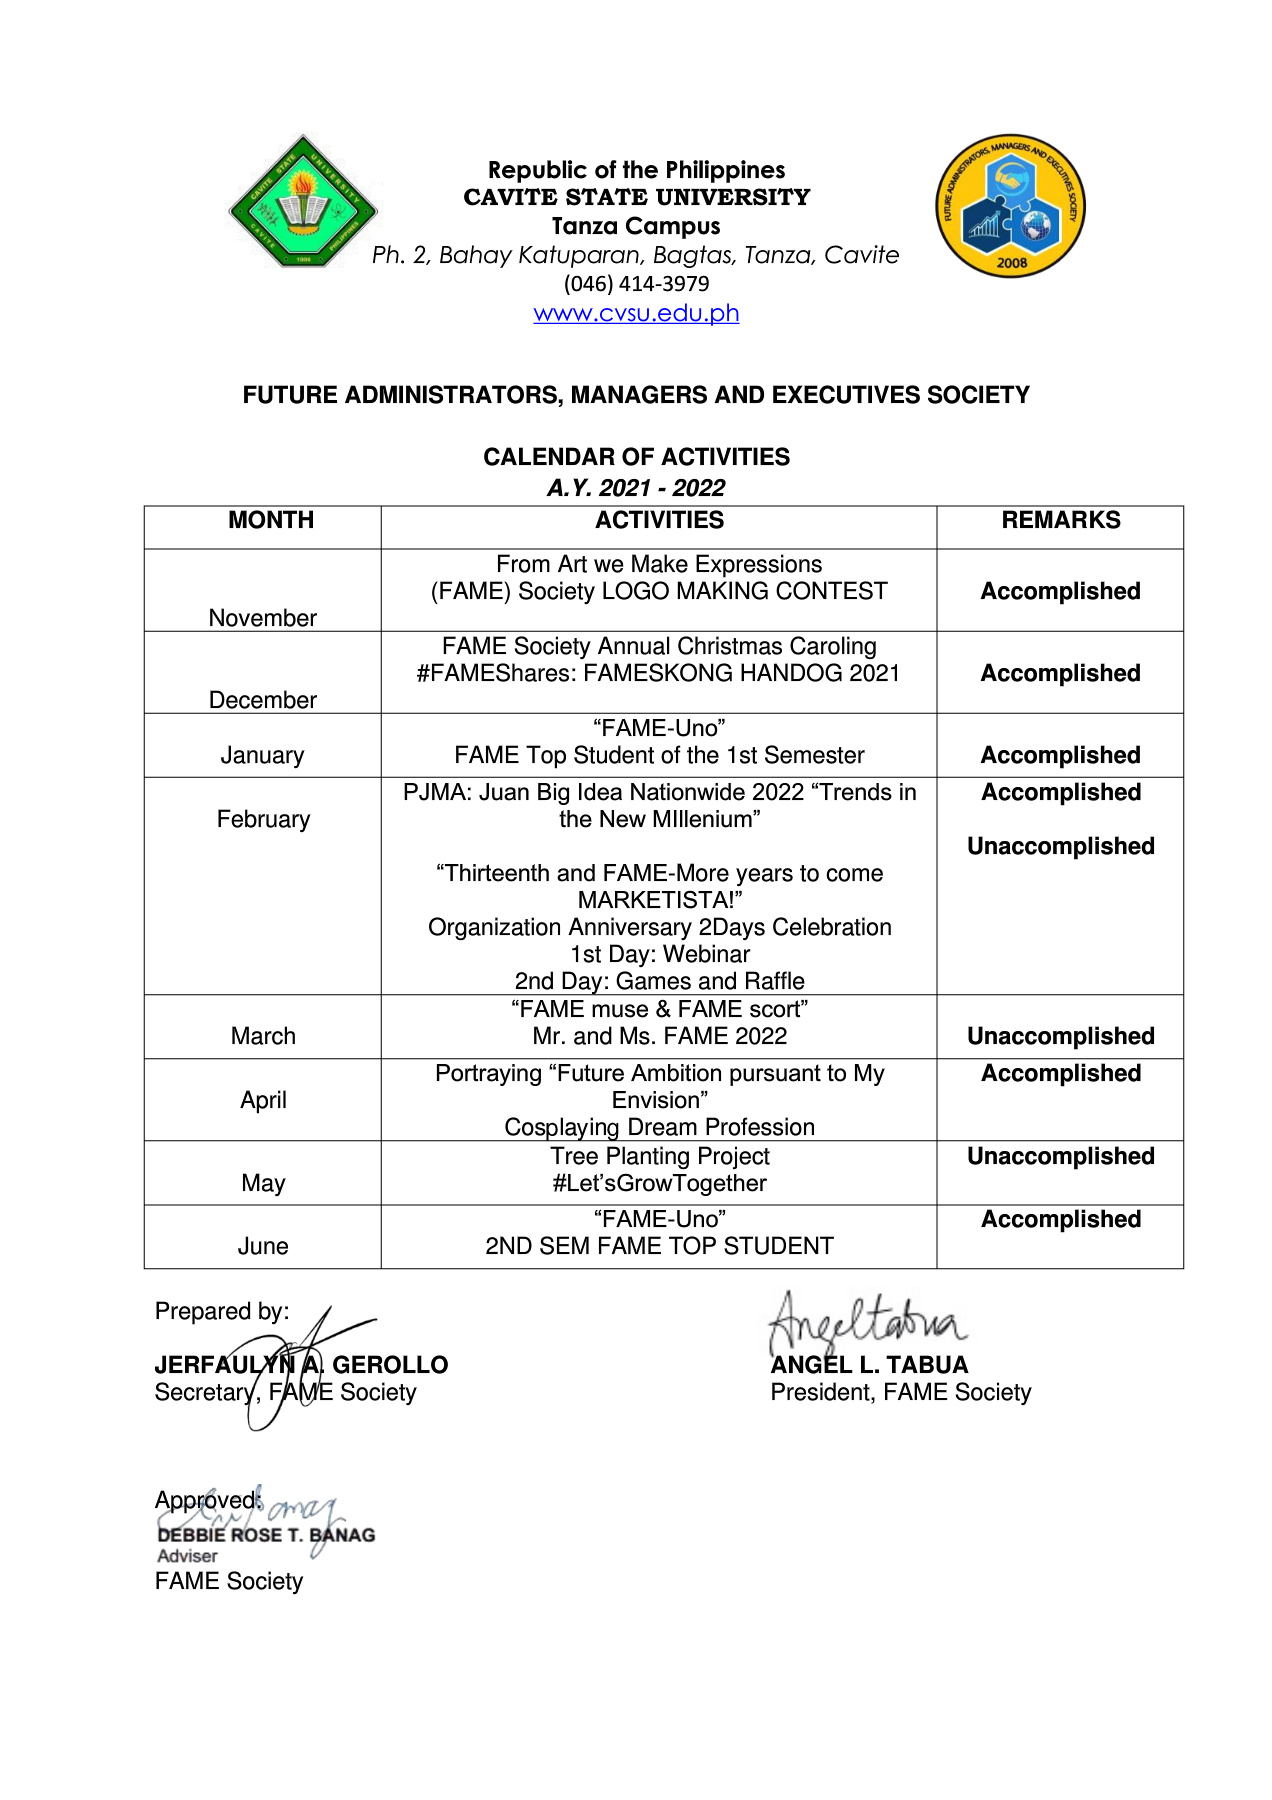 Republic of the Philippines
CAVITE STATE UNIVERSITY
Tanza Campus
Ph. 2, Bahay Katuparan, Bagtas, Tanza, Cavite
(046) 414-3979
www.cvsu.edu.ph
CAVITE STATE UNIVERSITY
CAVITE PHILIPPINES
1906
FUTURE ADMINISTRATORS, MANAGERS AND EXECUTIVES SOCIETY
2008
FUTURE ADMINISTRATORS, MANAGERS AND EXECUTIVES SOCIETY
CALENDAR OF ACTIVITIES
A.Y. 2021 - 2022
MONTH ACTIVITIES REMARKS
From Art we Make Expressions
(FAME) Society LOGO MAKING CONTEST Accomplished
November
FAME Society Annual Christmas Caroling
#FAMEShares: FAMESKONG HANDOG 2021 Accomplished
December
“FAME-Uno”
January FAME Top Student of the 1st Semester Accomplished
PJMA: Juan Big Idea Nationwide 2022 “Trends in Accomplished
February the New MIllenium”
Unaccomplished
“Thirteenth and FAME-More years to come
MARKETISTA!”
Organization Anniversary 2Days Celebration
1st Day: Webinar
2nd Day: Games and Raffle
“FAME muse & FAME scort”
March Mr. and Ms. FAME 2022 Unaccomplished
Portraying “Future Ambition pursuant to My Accomplished
April Envision”
Cosplaying Dream Profession
Tree Planting Project Unaccomplished
May #Let’sGrowTogether
“FAME-Uno” Accomplished
June 2ND SEM FAME TOP STUDENT
Prepared by:
Angeltabua
JERFAULYN A. GEROLLO ANGEL L. TABUA
Secretary, FAME Society President, FAME Society
Approved:
DEBBIE ROSE T. BANAG
Adviser
FAME Society